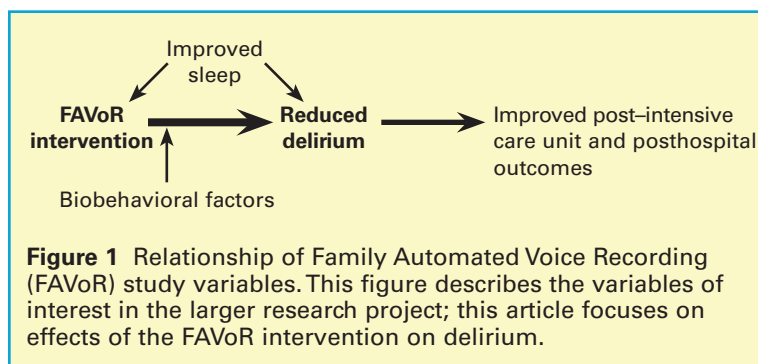 Improved
sleep
FAVoR
intervention
Reduced
delirium
Improved post–intensive
care unit and posthospital
outcomes
Biobehavioral factors
Figure 1 Relationship of Family Automated Voice Recording
(FAVoR) study variables. This figure describes the variables of
interest in the larger research project; this article focuses on
effects of the FAVoR intervention on delirium.